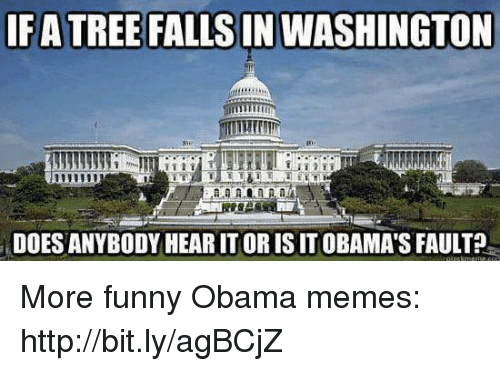 IF A TREE FALLS IN WASHINGTON
DOES ANYBODY HEAR IT OR IS IT OBAMA'S FAULT?
More funny Obama memes:
http://bit.ly/agBCjZ